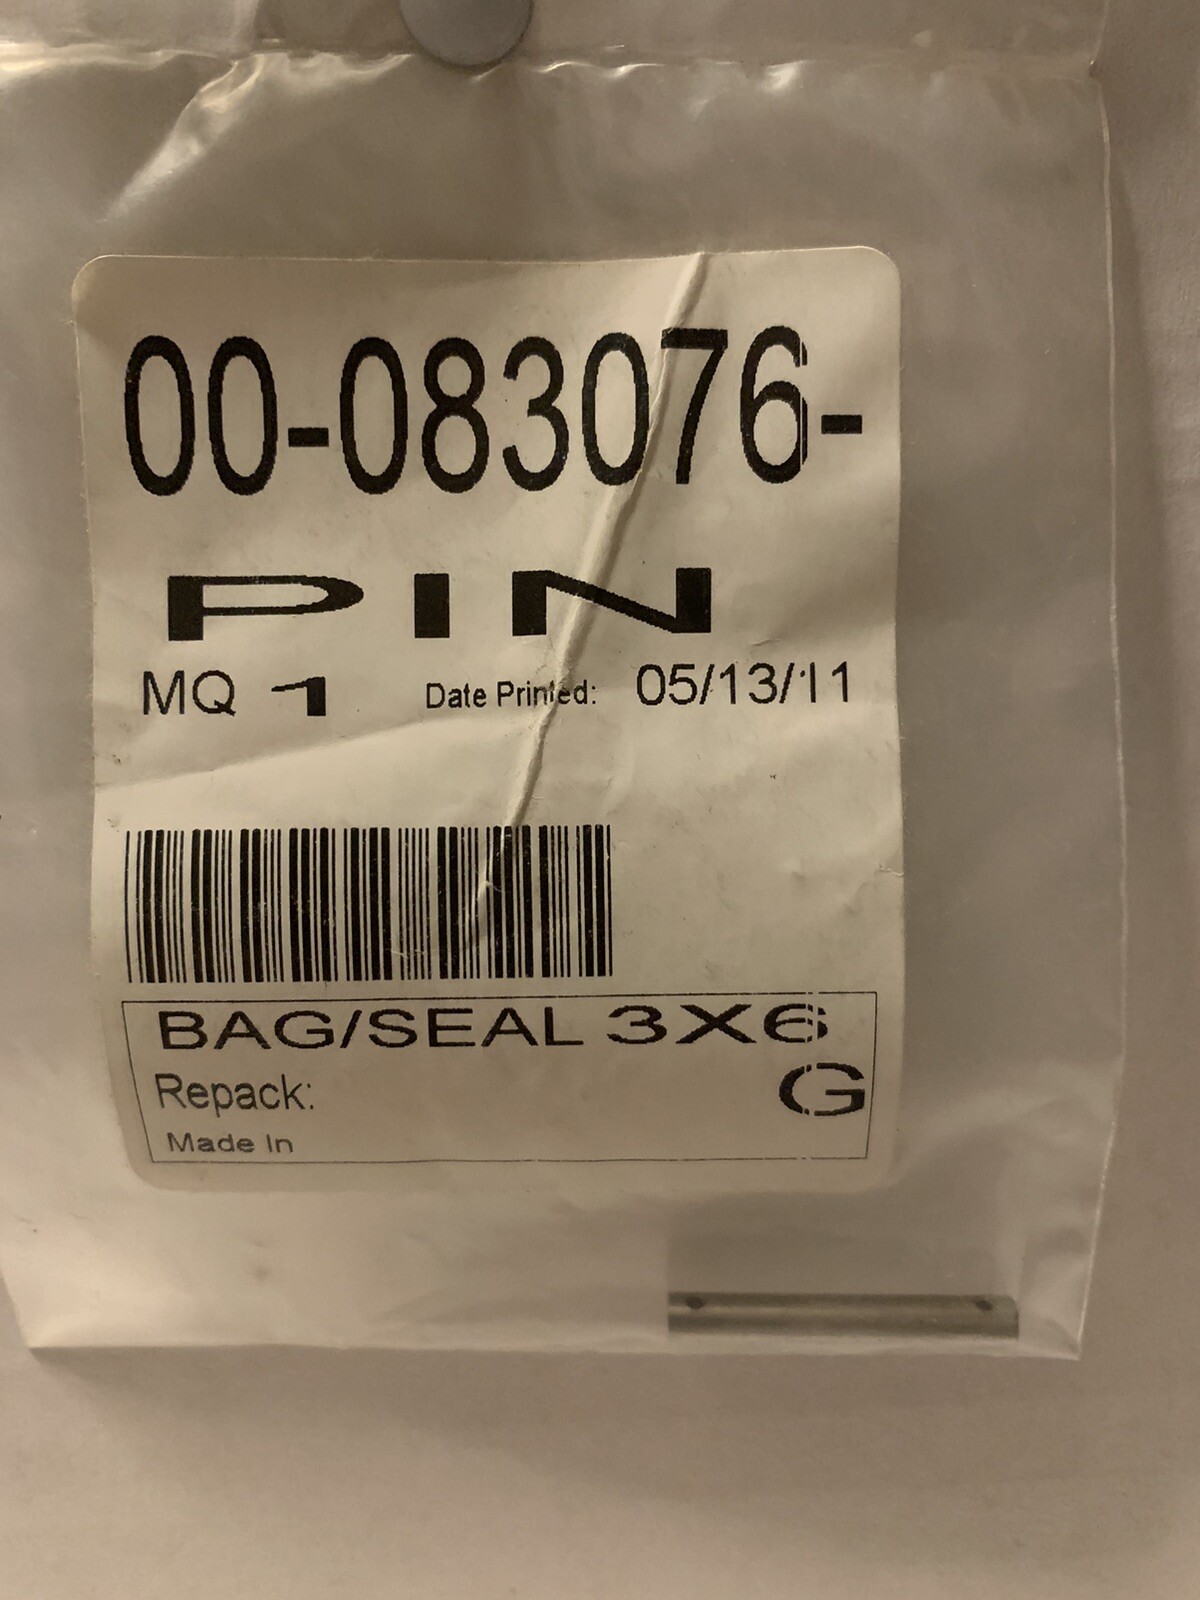 00-083076-
PIN
MQ 1 Date Printed: 05/13/11
BAG/SEAL 3X6
Repack: G
Made In